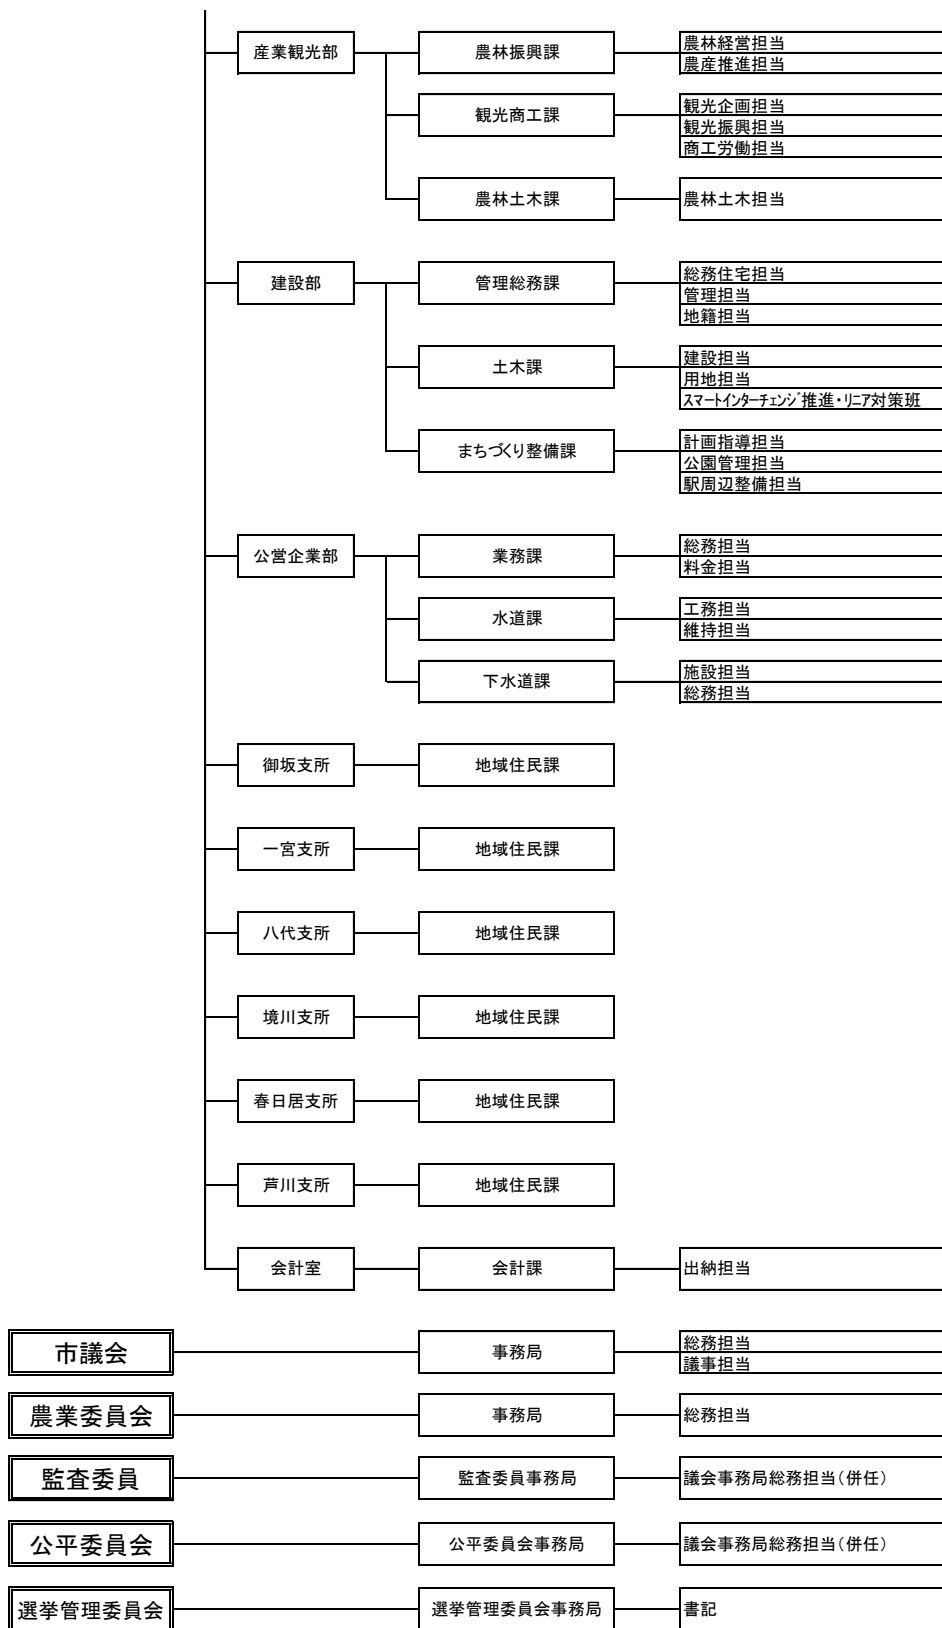 産業観光部
農林振興課
農林経営担当
農産推進担当
観光商工課
観光企画担当
観光振興担当
商工労働担当
農林土木課
農林土木担当
建設部
管理総務課
総務住宅担当
管理担当
地籍担当
土木課
建設担当
用地担当
ｽﾏｰﾄｲﾝﾀｰﾁｪﾝｼﾞ推進・ﾘﾆｱ対策班
まちづくり整備課
計画指導担当
公園管理担当
駅周辺整備担当
公営企業部
業務課
総務担当
料金担当
水道課
工務担当
維持担当
下水道課
施設担当
総務担当
御坂支所
地域住民課
一宮支所
地域住民課
八代支所
地域住民課
境川支所
地域住民課
春日居支所
地域住民課
芦川支所
地域住民課
会計室
会計課
出納担当
市議会
事務局
総務担当
議事担当
農業委員会
事務局
総務担当
監査委員
監査委員事務局
議会事務局総務担当（併任）
公平委員会
公平委員会事務局
議会事務局総務担当（併任）
選挙管理委員会
選挙管理委員会事務局
書記